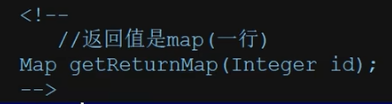 <!--
//返回值是map(一行)
Map getReturnMap(Integer id);
-->